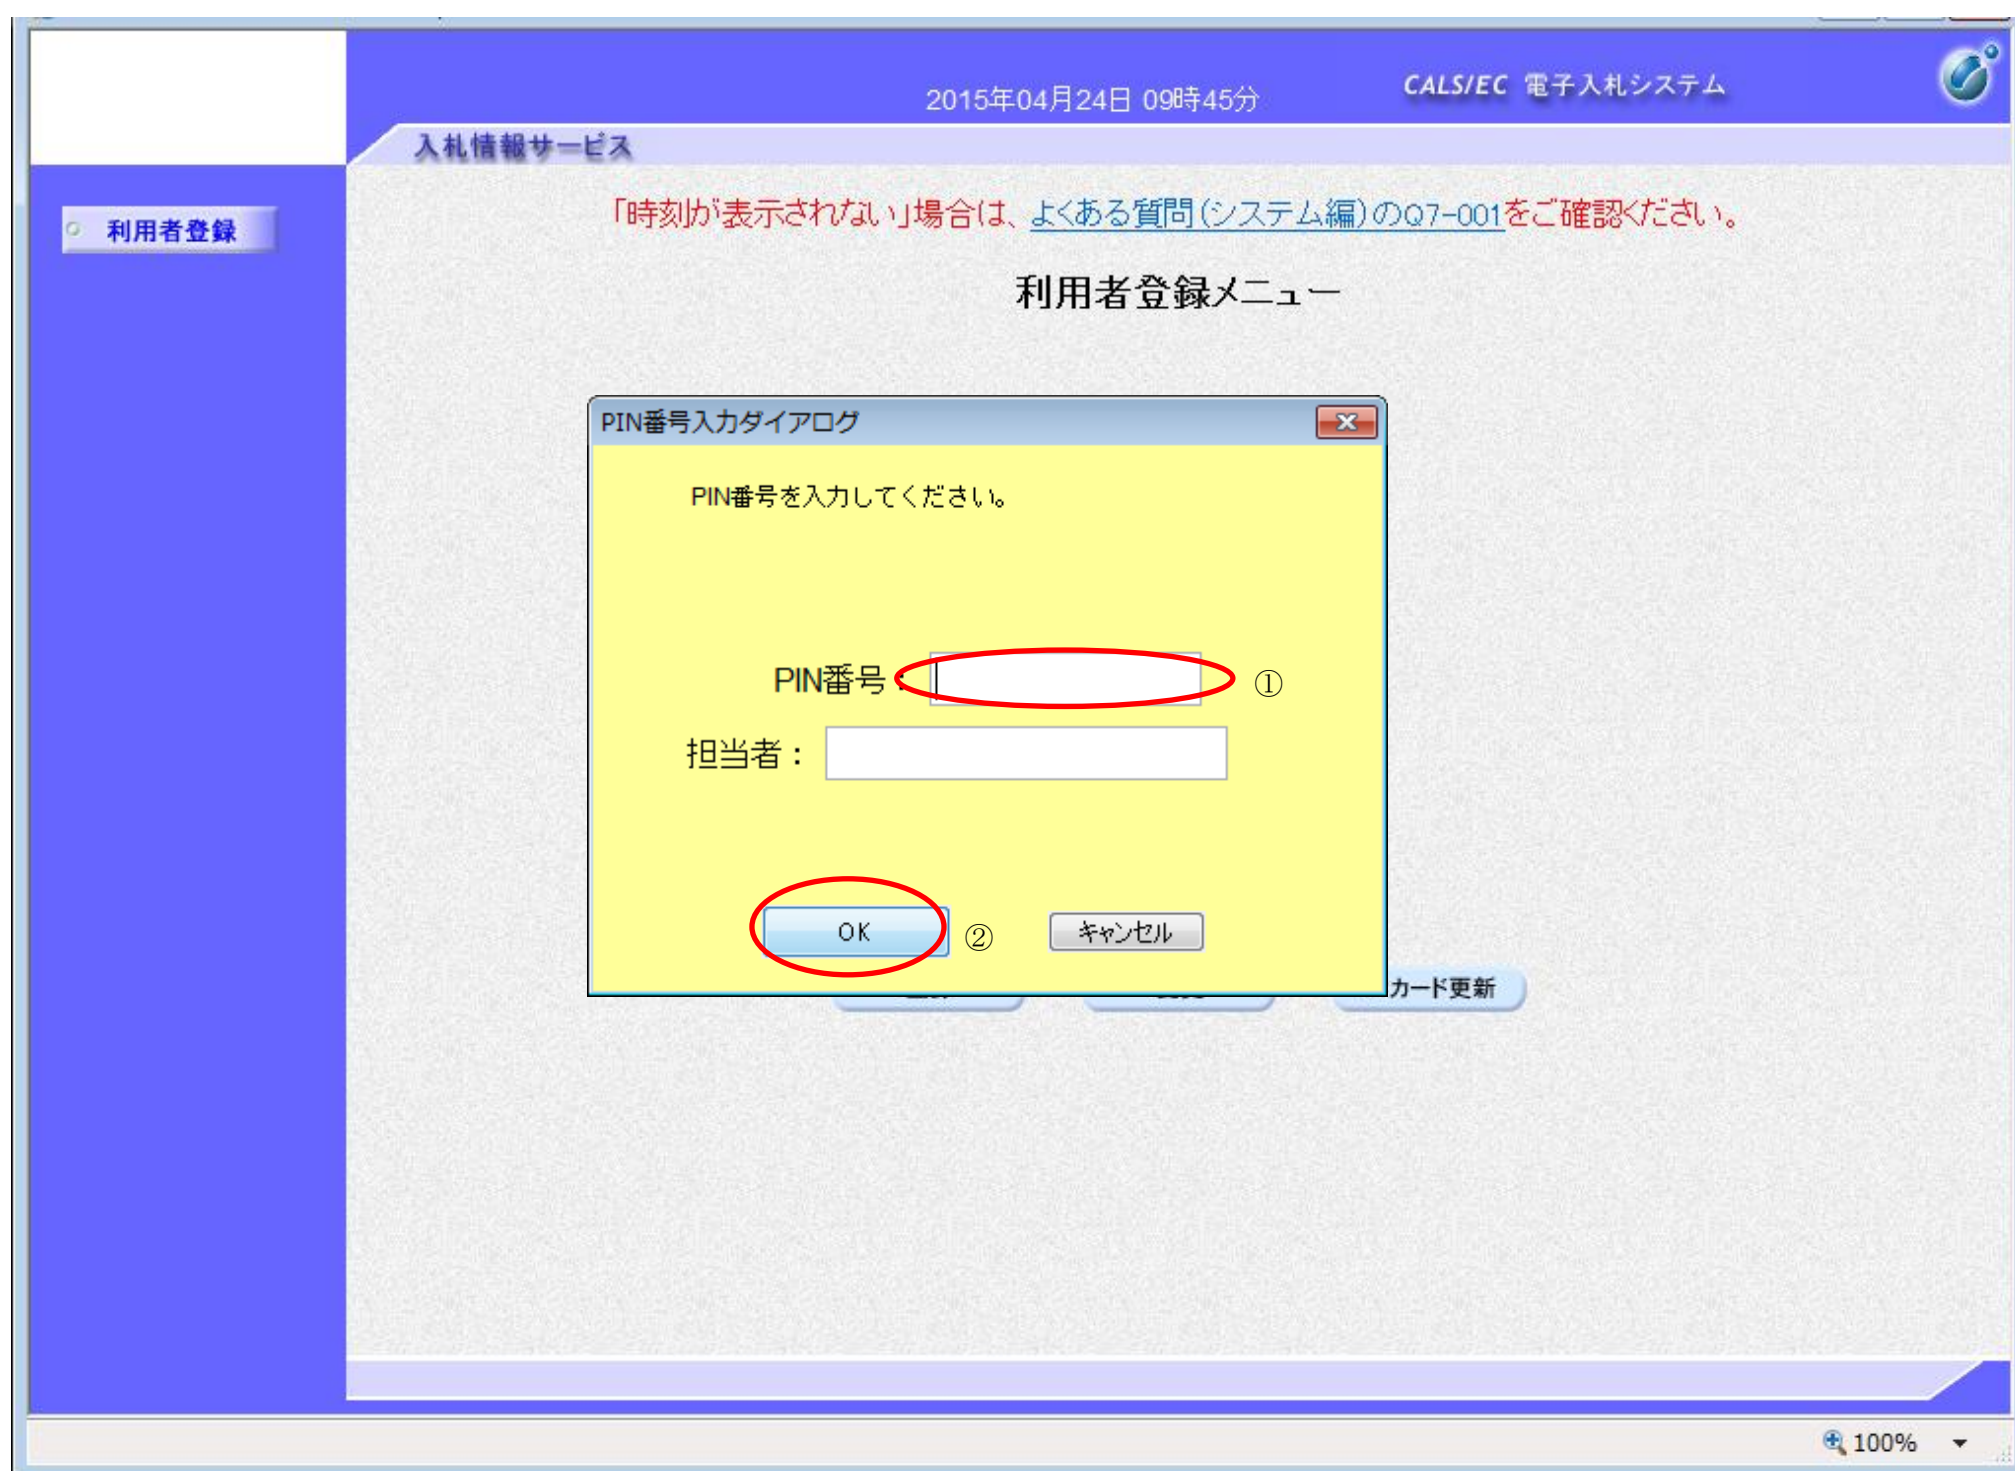 2015年04月24日 09時45分
CALS/EC 電子入札システム
入札情報サービス
利用者登録
「時刻が表示されない」場合は、よくある質問(システム編)のQ7-001をご確認ください。
利用者登録メニュー
PIN番号入力ダイアログ
PIN番号を入力してください。
PIN番号： ①
担当者：
OK ② キャンセル
カード更新
100%